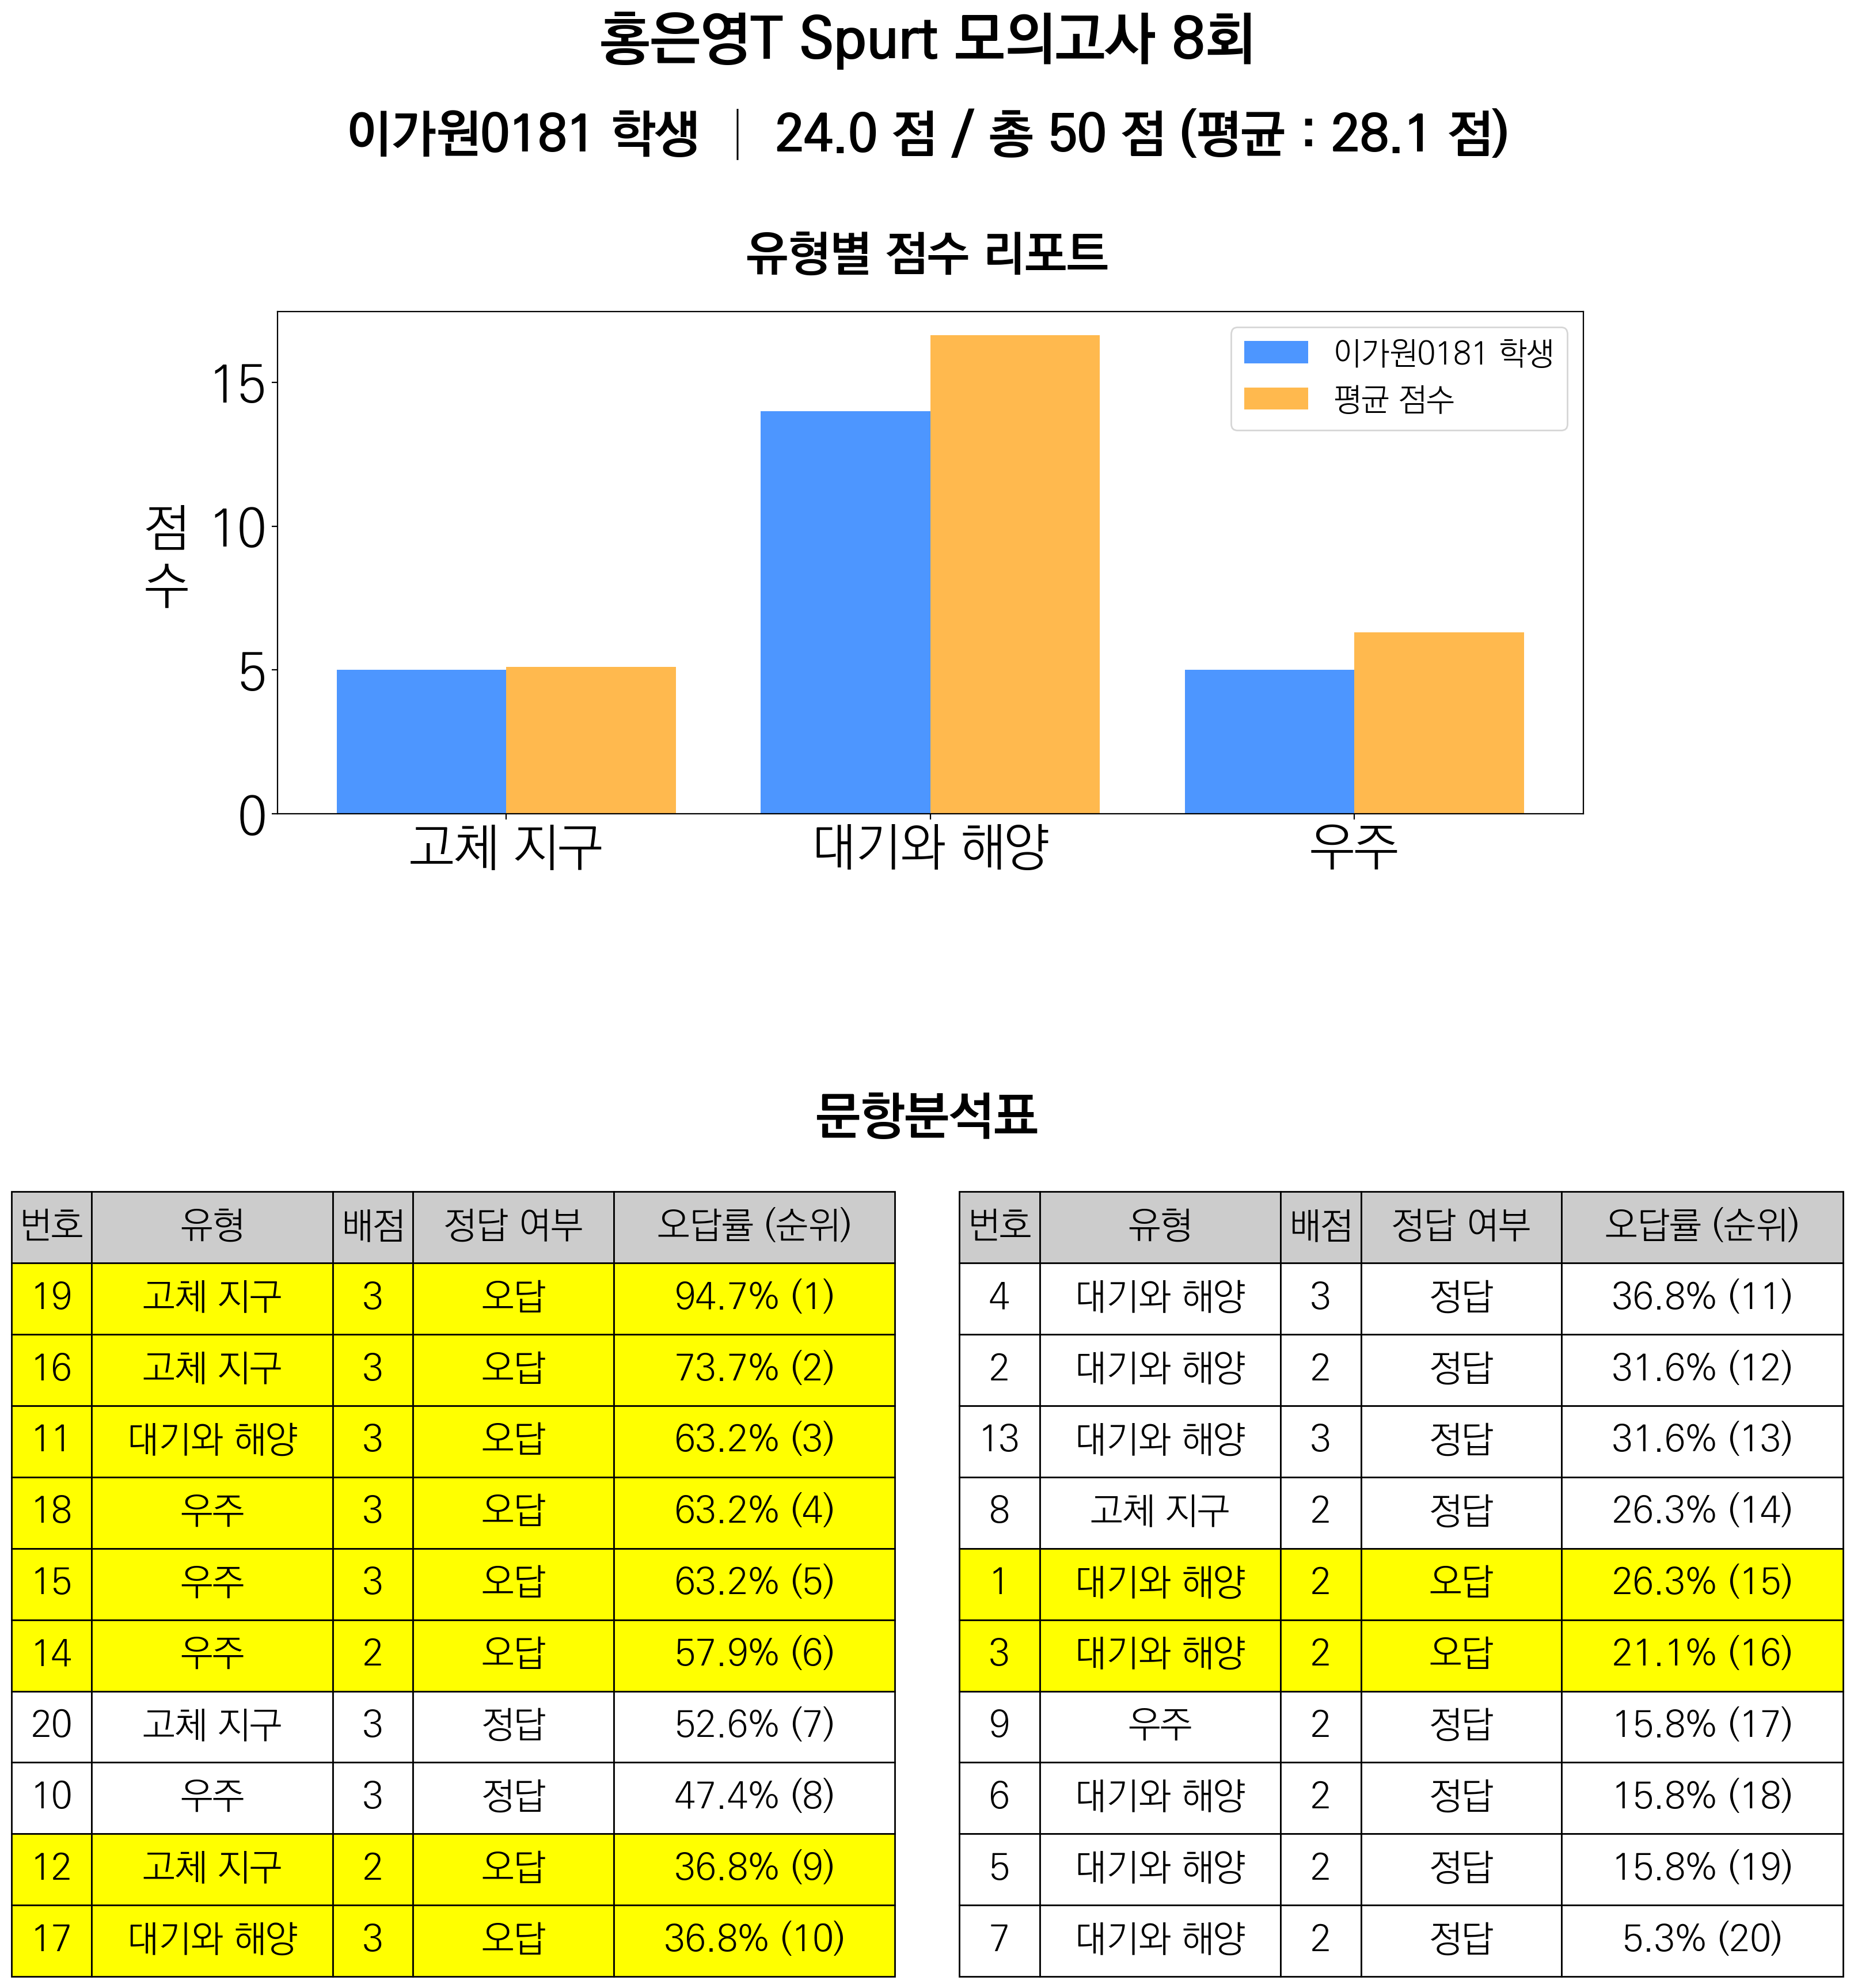 홍은영T Spurt 모의고사 8회
이가원0181 학생 │ 24.0 점 / 총 50 점 (평균 : 28.1 점)
유형별 점수 리포트
이가원0181 학생
평균 점수
점수
15
10
5
0
고체 지구 대기와 해양 우주
문항분석표
번호 유형 배점 정답 여부 오답률 (순위)
19 고체 지구 3 오답 94.7% (1)
16 고체 지구 3 오답 73.7% (2)
11 대기와 해양 3 오답 63.2% (3)
18 우주 3 오답 63.2% (4)
15 우주 3 오답 63.2% (5)
14 우주 2 오답 57.9% (6)
20 고체 지구 3 정답 52.6% (7)
10 우주 3 정답 47.4% (8)
12 고체 지구 2 오답 36.8% (9)
17 대기와 해양 3 오답 36.8% (10)
번호 유형 배점 정답 여부 오답률 (순위)
4 대기와 해양 3 정답 36.8% (11)
2 대기와 해양 2 정답 31.6% (12)
13 대기와 해양 3 정답 31.6% (13)
8 고체 지구 2 정답 26.3% (14)
1 대기와 해양 2 오답 26.3% (15)
3 대기와 해양 2 오답 21.1% (16)
9 우주 2 정답 15.8% (17)
6 대기와 해양 2 정답 15.8% (18)
5 대기와 해양 2 정답 15.8% (19)
7 대기와 해양 2 정답 5.3% (20)